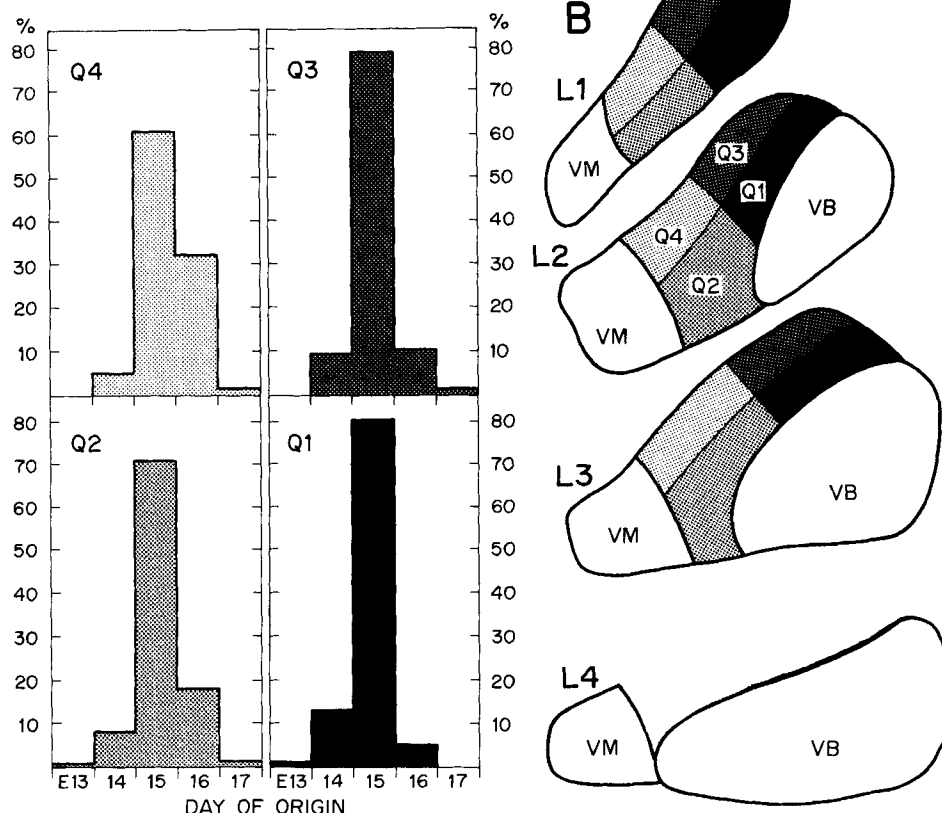 % % B
Q4 Q3
80 80
70 70
60 60
50 50
40 40
30 30
20 20
10 10
Q2 Q1
80 80
70 70
60 60
50 50
40 40
30 30
20 20
10 10
E13 14 15 16 17 E13 14 15 16 17
DAY OF ORIGIN
L1
VM
L2
Q3
Q1
Q4
Q2
VM
VB
L3
VM
VB
L4
VM
VB